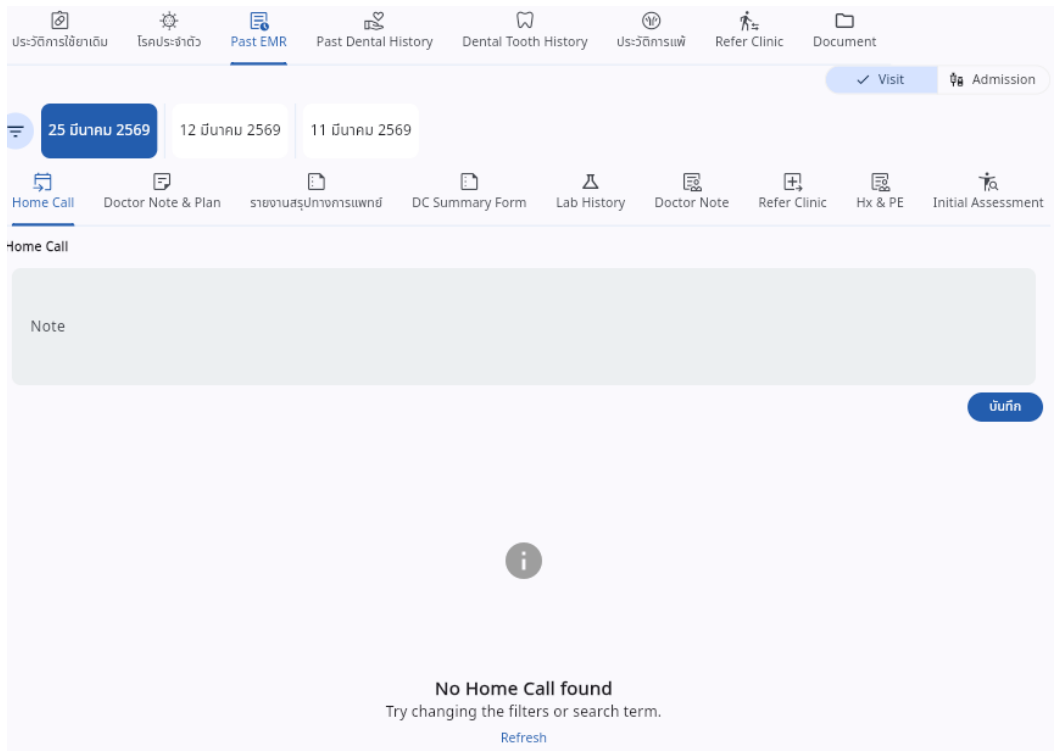 ประวัติการใช้ยาเดิม โรคประจำตัว Past EMR Past Dental History Dental Tooth History ประวัติการแพ้ Refer Clinic Document
Visit Admission
25 มีนาคม 2569 12 มีนาคม 2569 11 มีนาคม 2569
Home Call Doctor Note & Plan รายงานสรุปทางการแพทย์ DC Summary Form Lab History Doctor Note Refer Clinic Hx & PE Initial Assessment
Home Call
Note
บันทึก
No Home Call found
Try changing the filters or search term.
Refresh